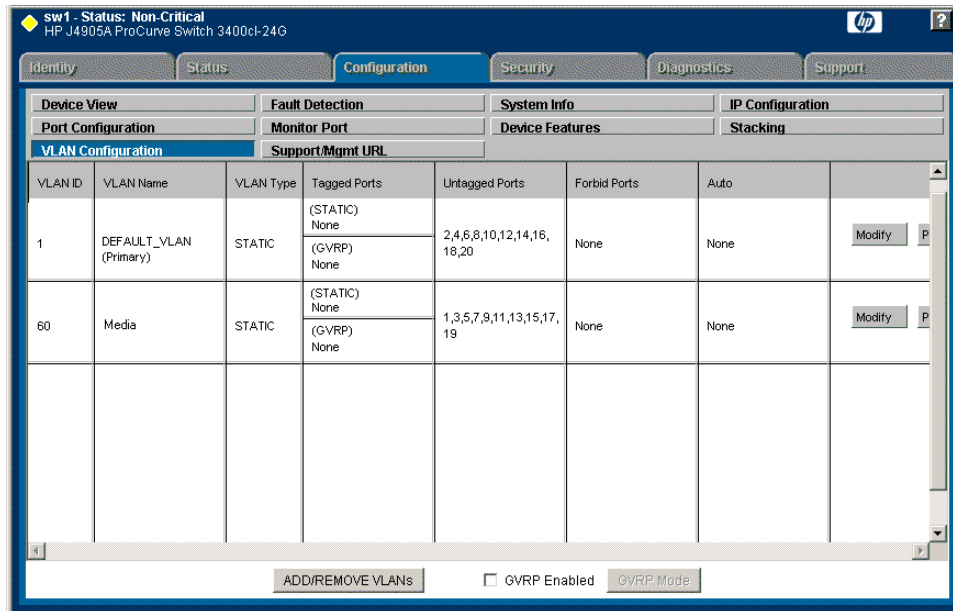 sw1 - Status: Non-Critical
HP J4905A ProCurve Switch 3400cl-24G
hp
?
Identity
Status
Configuration
Security
Diagnostics
Support
Device View
Fault Detection
System Info
IP Configuration
Port Configuration
Monitor Port
Device Features
Stacking
VLAN Configuration
Support/Mgmt URL
VLAN ID
VLAN Name
VLAN Type
Tagged Ports
Untagged Ports
Forbid Ports
Auto
1
DEFAULT_VLAN
(Primary)
STATIC
(STATIC)
None
(GVRP)
None
2,4,6,8,10,12,14,16,
18,20
None
None
Modify
P
60
Media
STATIC
(STATIC)
None
(GVRP)
None
1,3,5,7,9,11,13,15,17,
19
None
None
Modify
P
ADD/REMOVE VLANs
GVRP Enabled
GVRP Mode